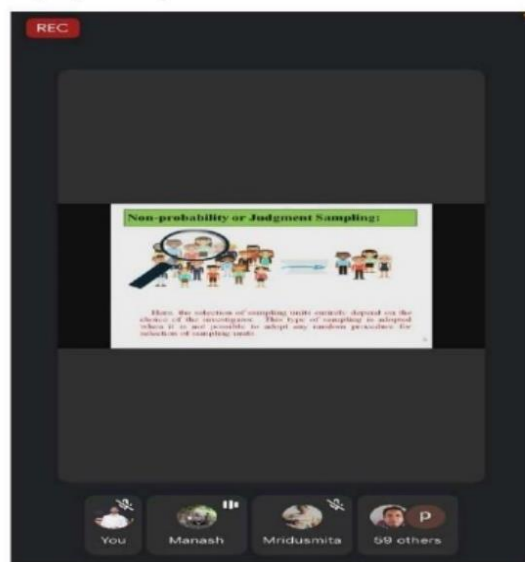 REC
Non-probability or Judgment Sampling:
Here, the selection of sampling units entirely depend on the
choice of the investigator. This type of sampling is adopted
when it is not possible to adopt any random procedure for
selection of sampling units.
P
You
Manash
Mridusmita
59 others